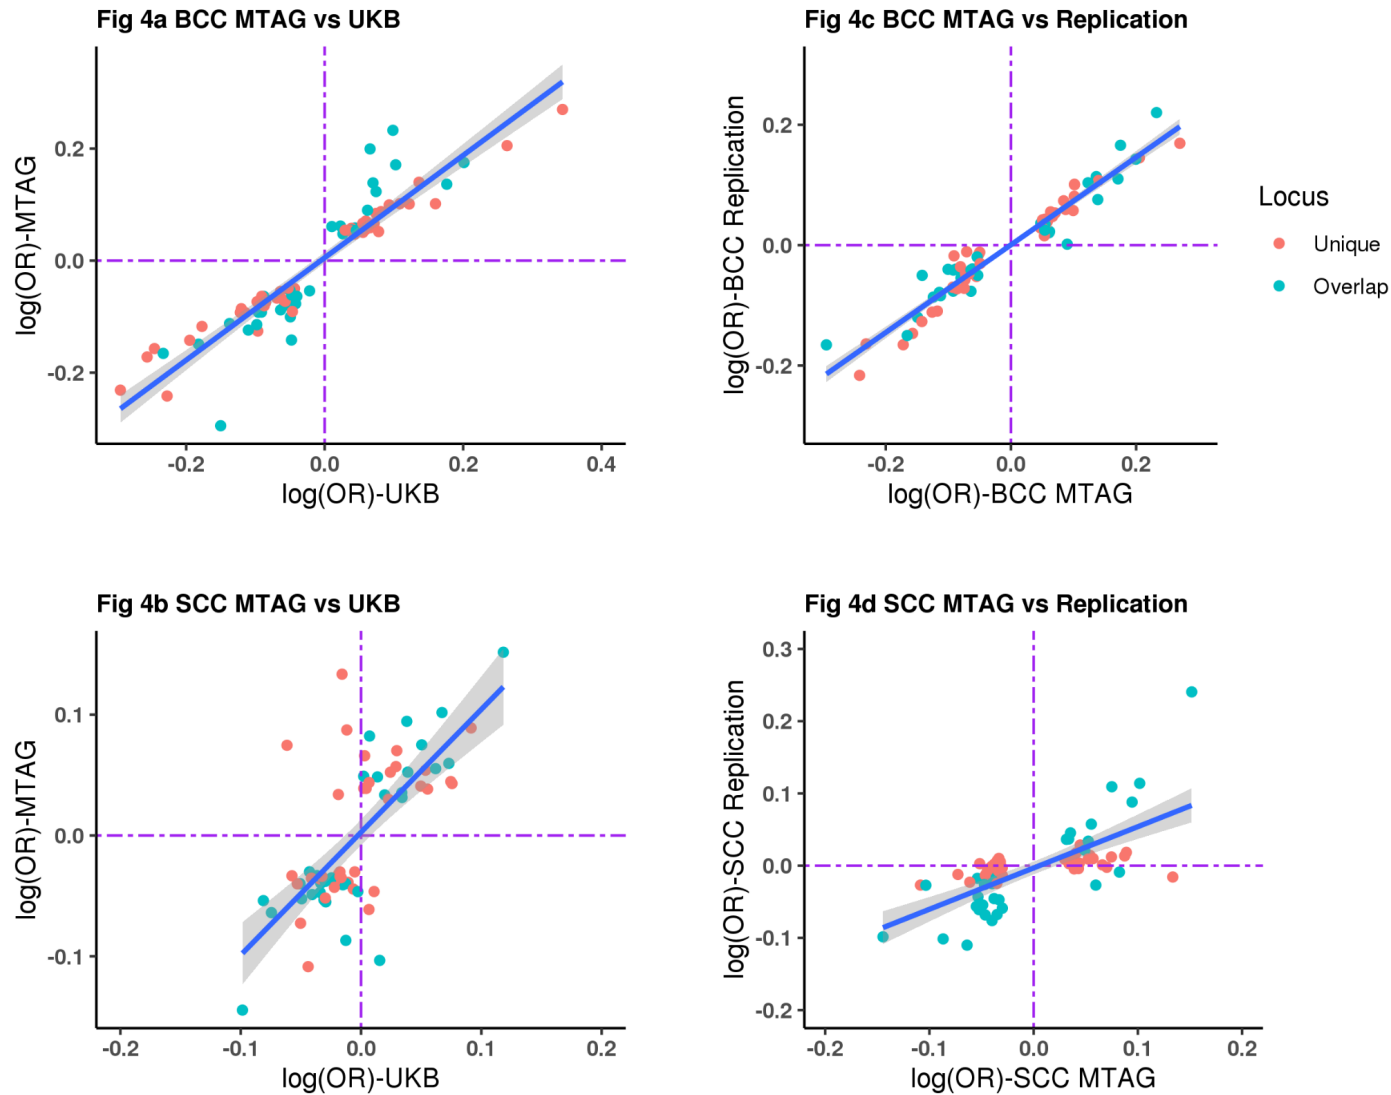 Fig 4a BCC MTAG vs UKB
log(OR)-MTAG
0.2
0.0
-0.2
-0.2
0.0
0.2
0.4
log(OR)-UKB
Fig 4c BCC MTAG vs Replication
log(OR)-BCC Replication
0.2
0.0
-0.2
-0.2
0.0
0.2
log(OR)-BCC MTAG
Locus
Unique
Overlap
Fig 4b SCC MTAG vs UKB
log(OR)-MTAG
0.1
0.0
-0.1
-0.2
-0.1
0.0
0.1
0.2
log(OR)-UKB
Fig 4d SCC MTAG vs Replication
log(OR)-SCC Replication
0.3
0.2
0.1
0.0
-0.1
-0.2
-0.2
-0.1
0.0
0.1
0.2
log(OR)-SCC MTAG